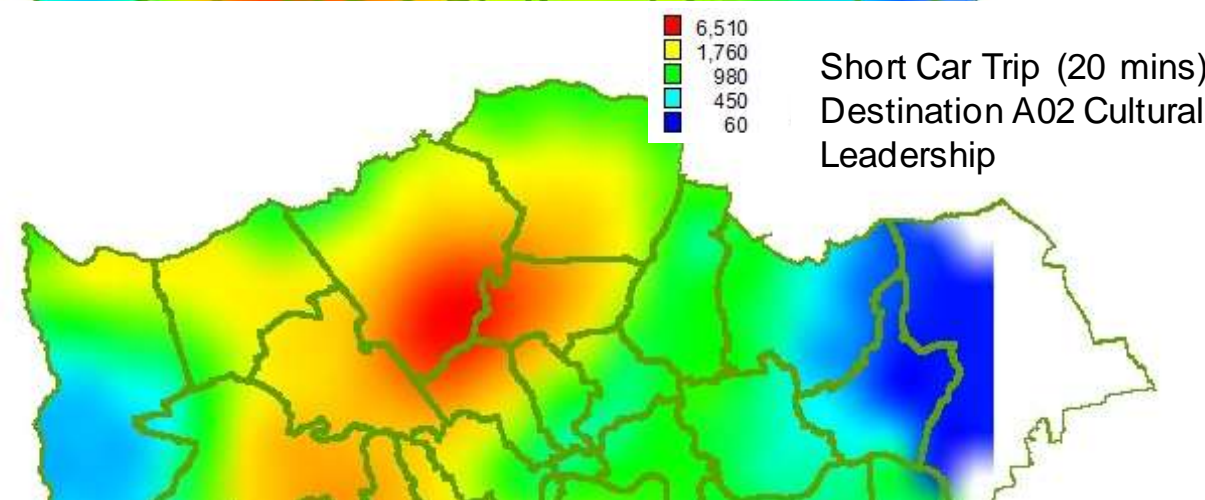 6,510
1,760
980
450
60
Short Car Trip (20 mins)
Destination A02 Cultural
Leadership